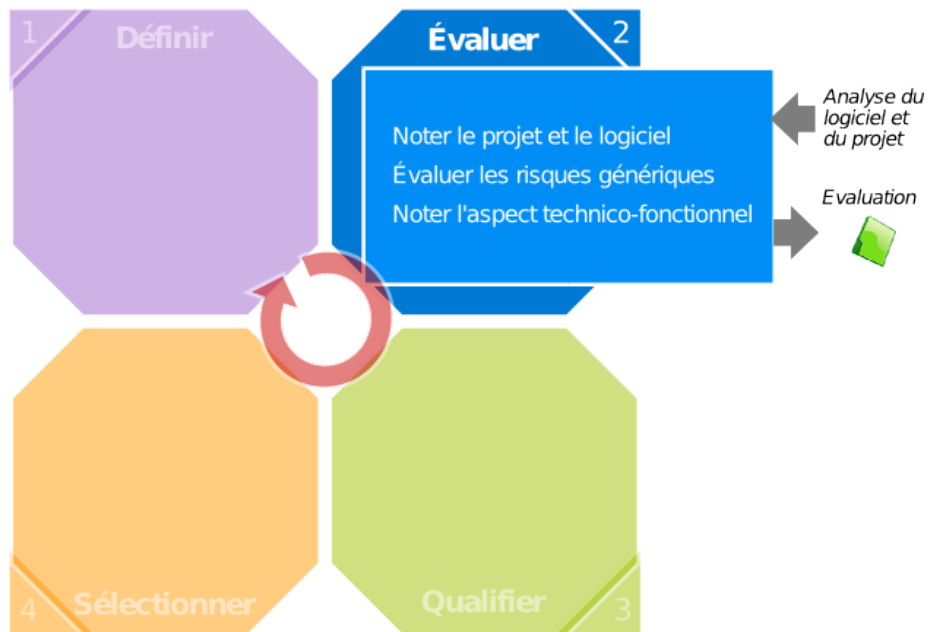 1
Définir
Évaluer
2
Noter le projet et le logiciel
Évaluer les risques génériques
Noter l'aspect technico-fonctionnel
Analyse du
logiciel et
du projet
Evaluation
4
Sélectionner
Qualifier
3